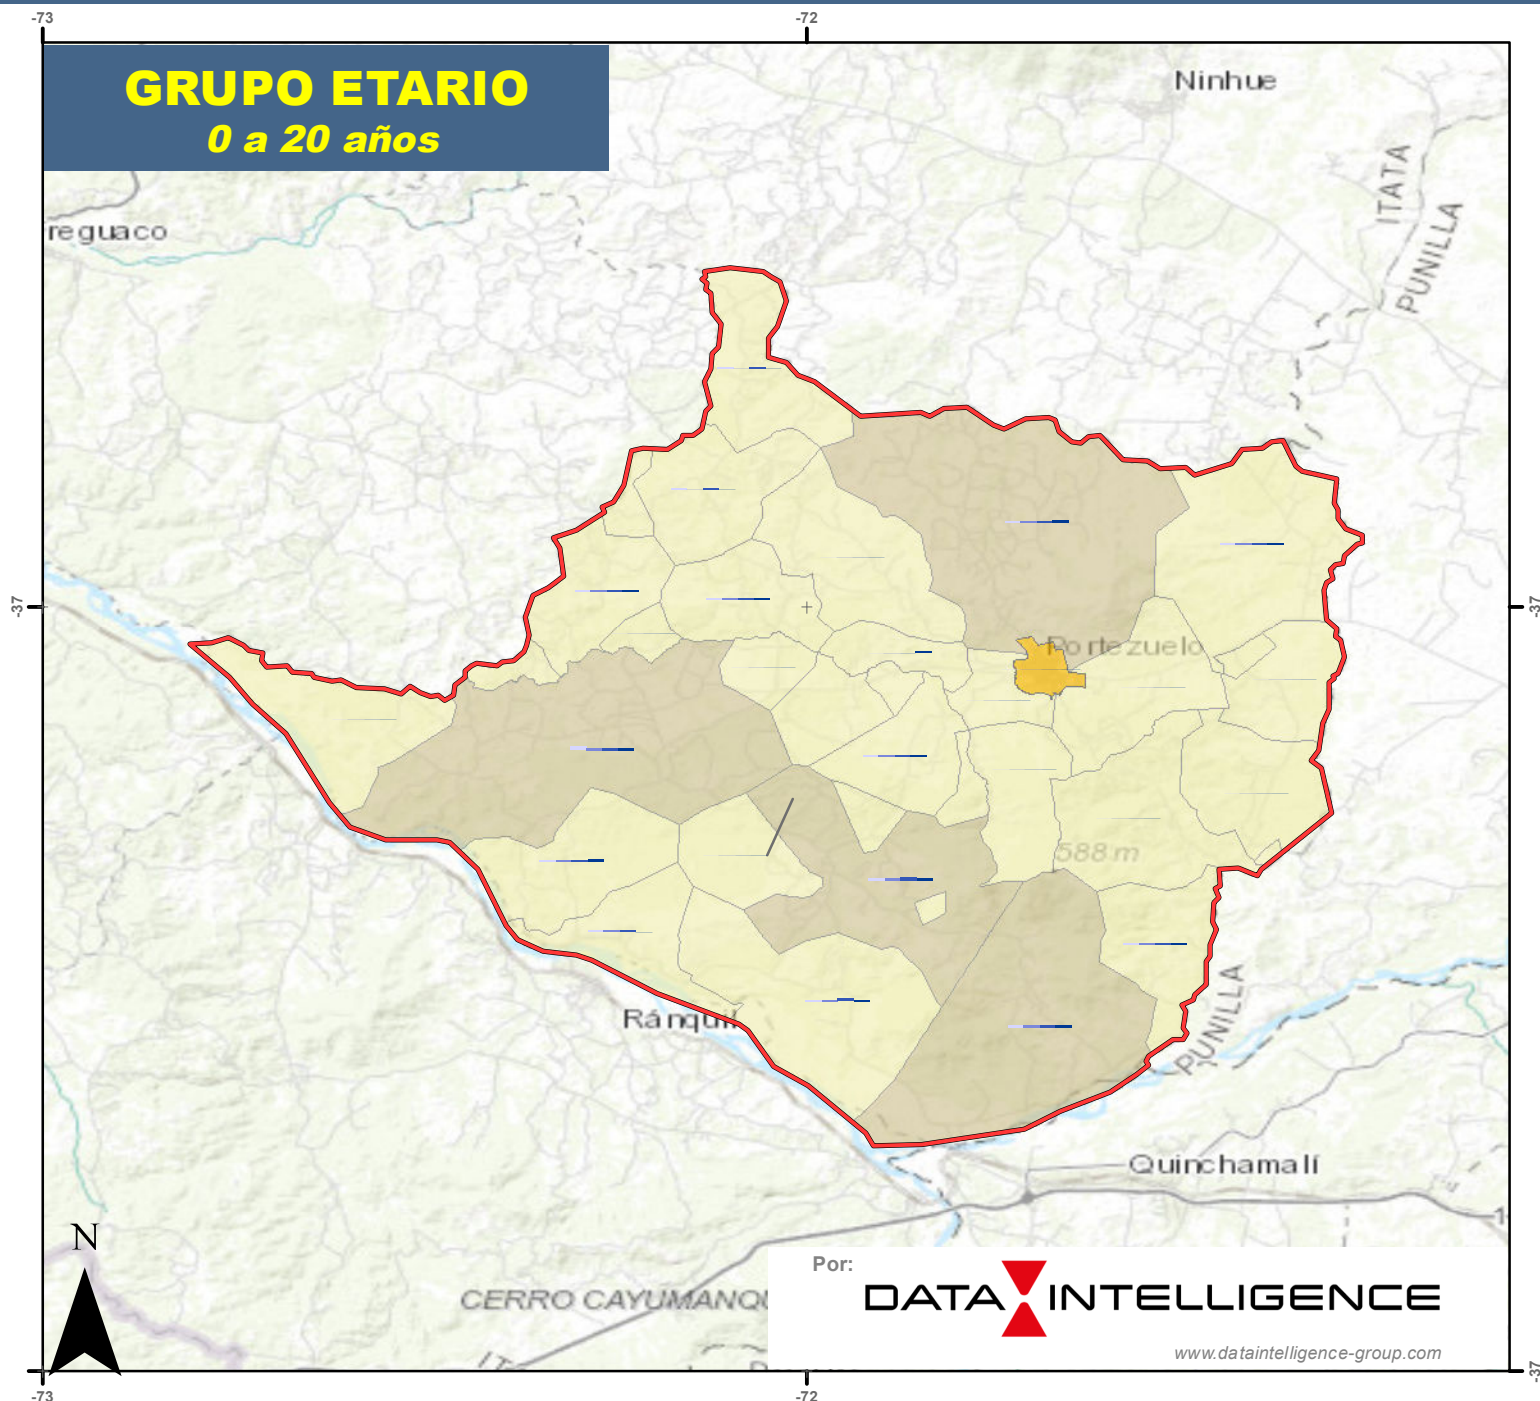 -73
-72
GRUPO ETARIO
0 a 20 años
Ninhue
ITATA
PUNILLA
reguaco
-37
-37
Portezuelo
588 m
Ránquil
PUNILLA
Quinchamalí
N
CERRO CAYUMANQU
Por:
DATA INTELLIGENCE
www.dataintelligence-group.com
-37
-73
-72